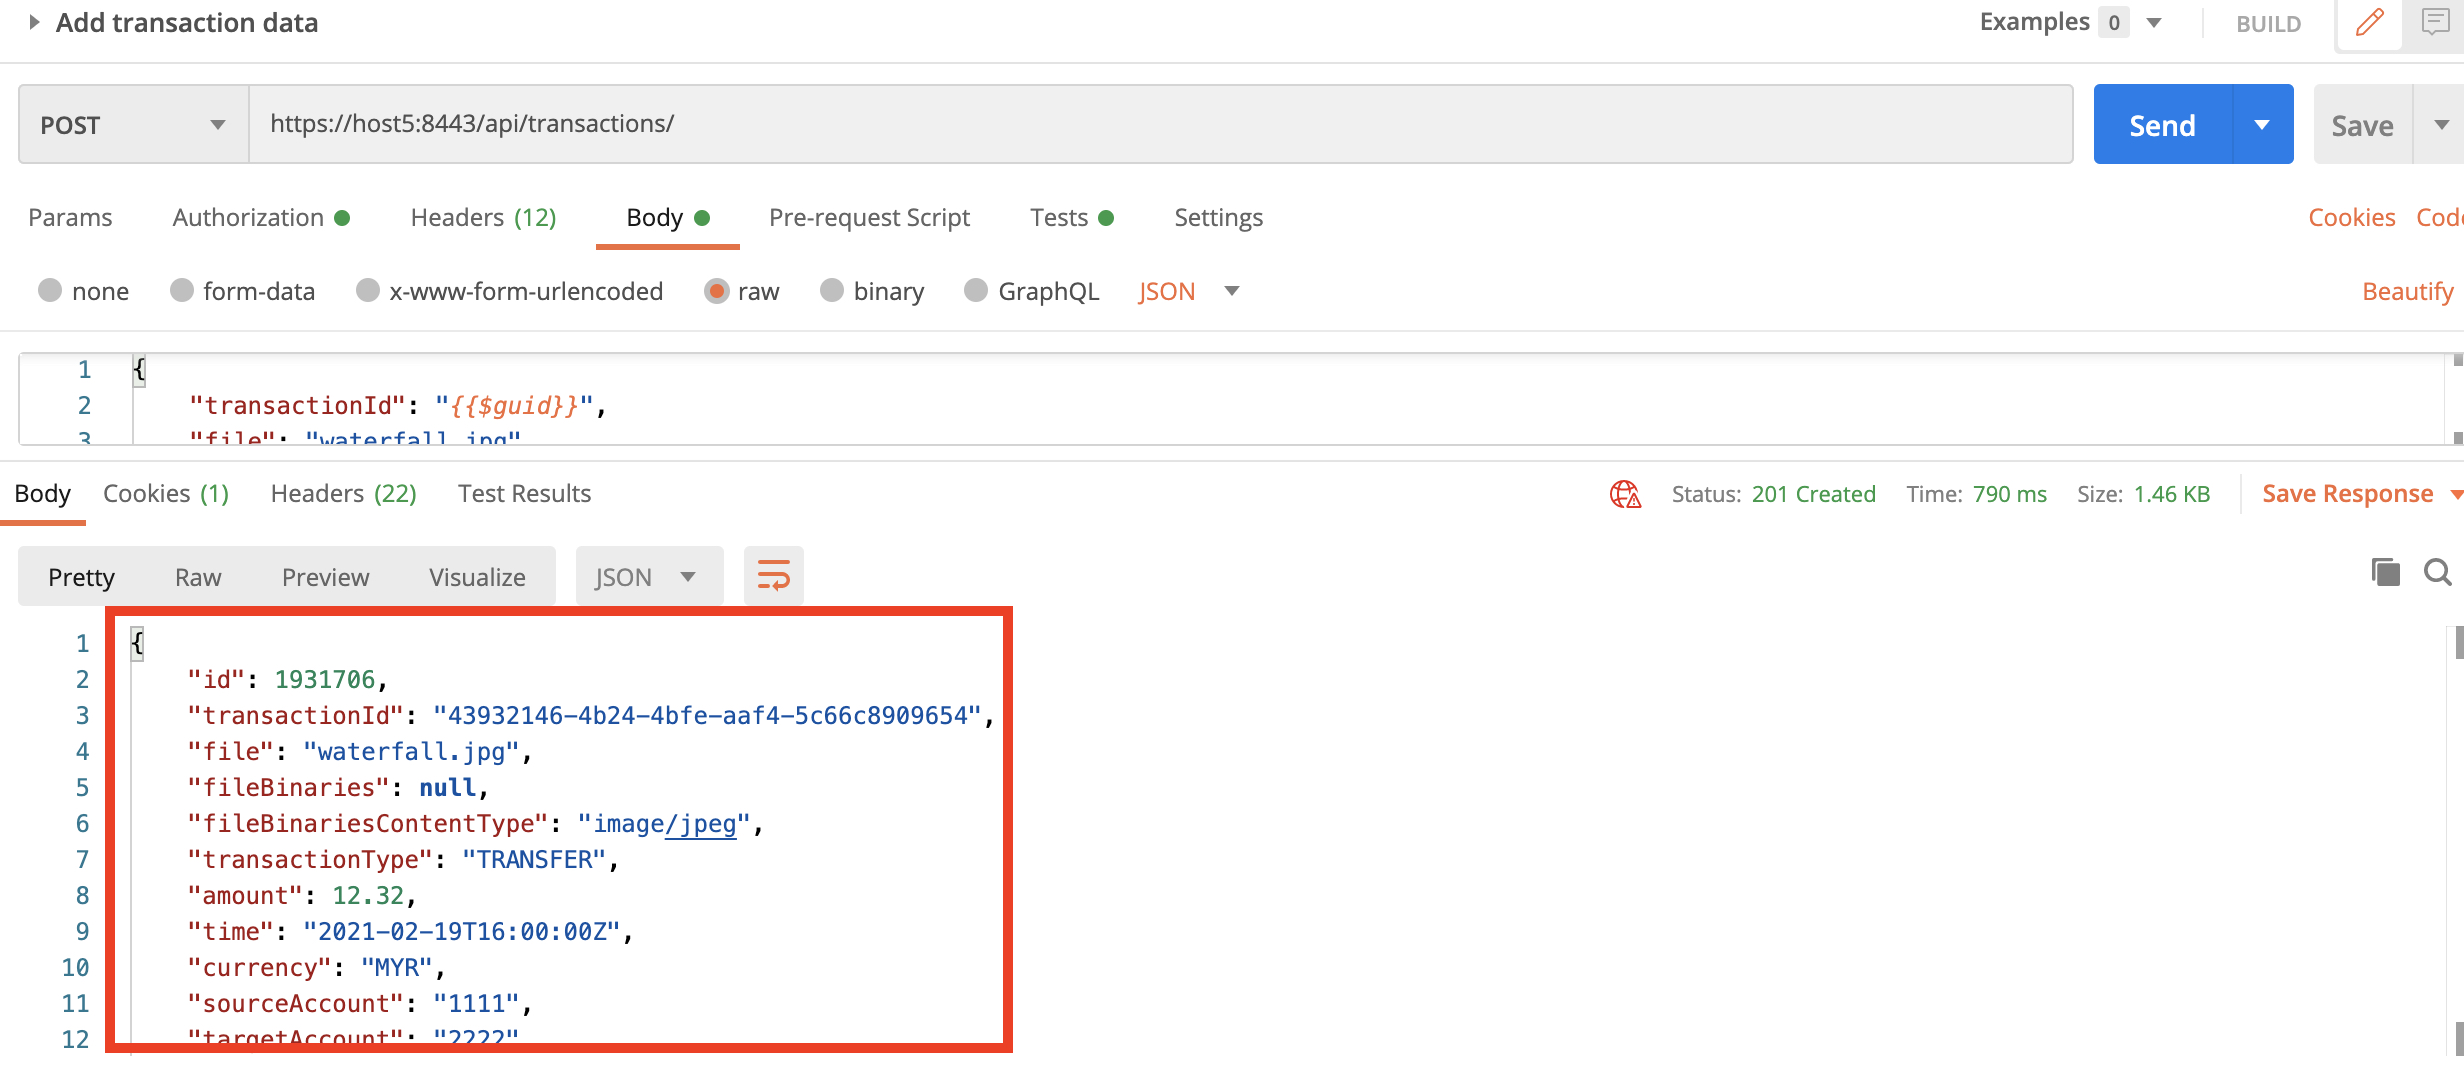 Add transaction data Examples 0 BUILD
POST https://host5:8443/api/transactions/ Send Save
Params Authorization Headers (12) Body Pre-request Script Tests Settings Cookies Cod
none form-data x-www-form-urlencoded raw binary GraphQL JSON Beautify
1 {
2 "transactionId": "{{$guid}}",
3 "file": "waterfall.jpg"
Body Cookies (1) Headers (22) Test Results Status: 201 Created Time: 790 ms Size: 1.46 KB Save Response
Pretty Raw Preview Visualize JSON
1 {
2 "id": 1931706,
3 "transactionId": "43932146-4b24-4bfe-aaf4-5c66c8909654",
4 "file": "waterfall.jpg",
5 "fileBinaries": null,
6 "fileBinariesContentType": "image/jpeg",
7 "transactionType": "TRANSFER",
8 "amount": 12.32,
9 "time": "2021-02-19T16:00:00Z",
10 "currency": "MYR",
11 "sourceAccount": "1111",
12 "targetAccount": "2222"